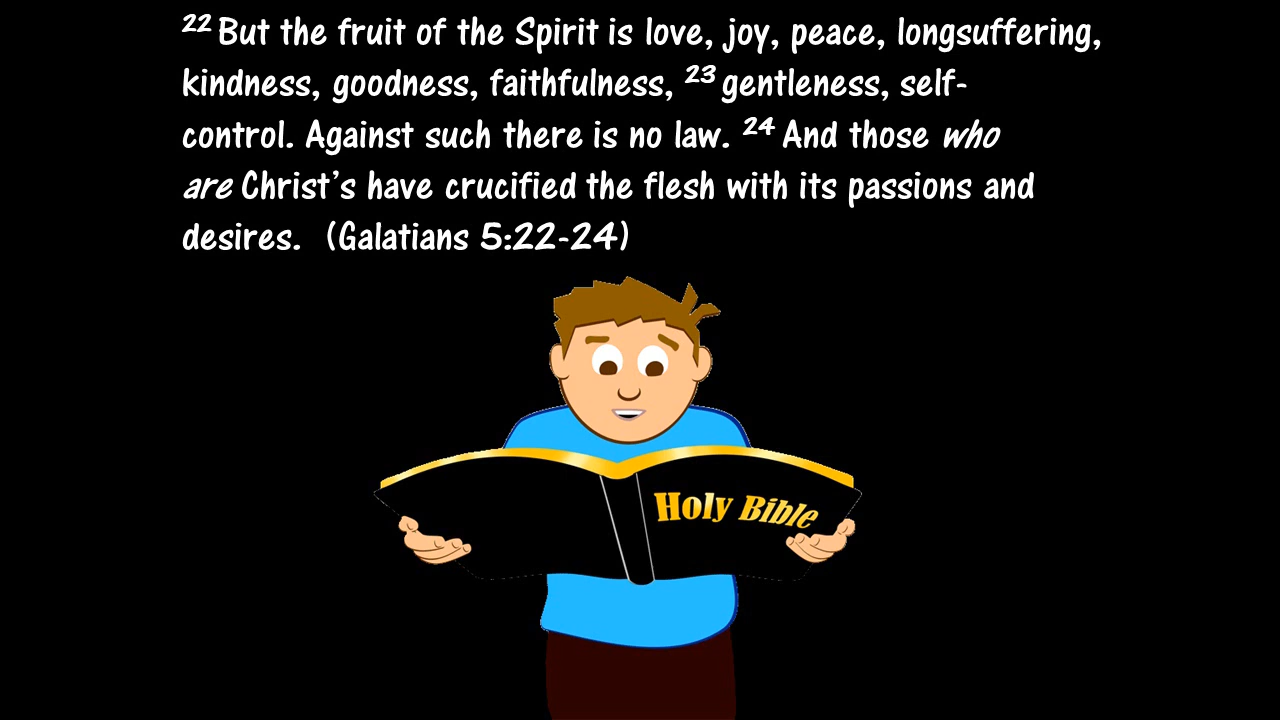 22 But the fruit of the Spirit is love, joy, peace, longsuffering,
kindness, goodness, faithfulness, 23 gentleness, self-
control. Against such there is no law. 24 And those who
are Christ’s have crucified the flesh with its passions and
desires.  (Galatians 5:22-24)
Holy Bible